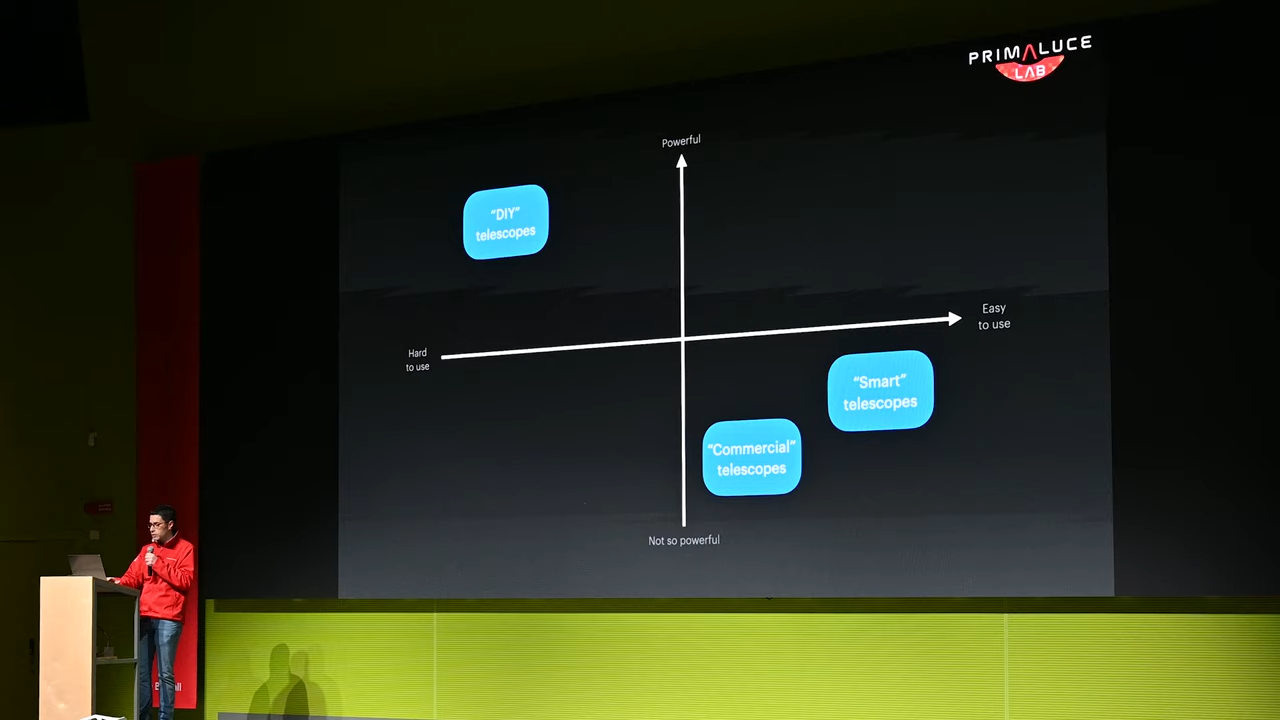 PRIMALUCE
LAB
Powerful
“DIY”
telescopes
Easy
to use
Hard
to use
“Smart”
telescopes
“Commercial”
telescopes
Not so powerful